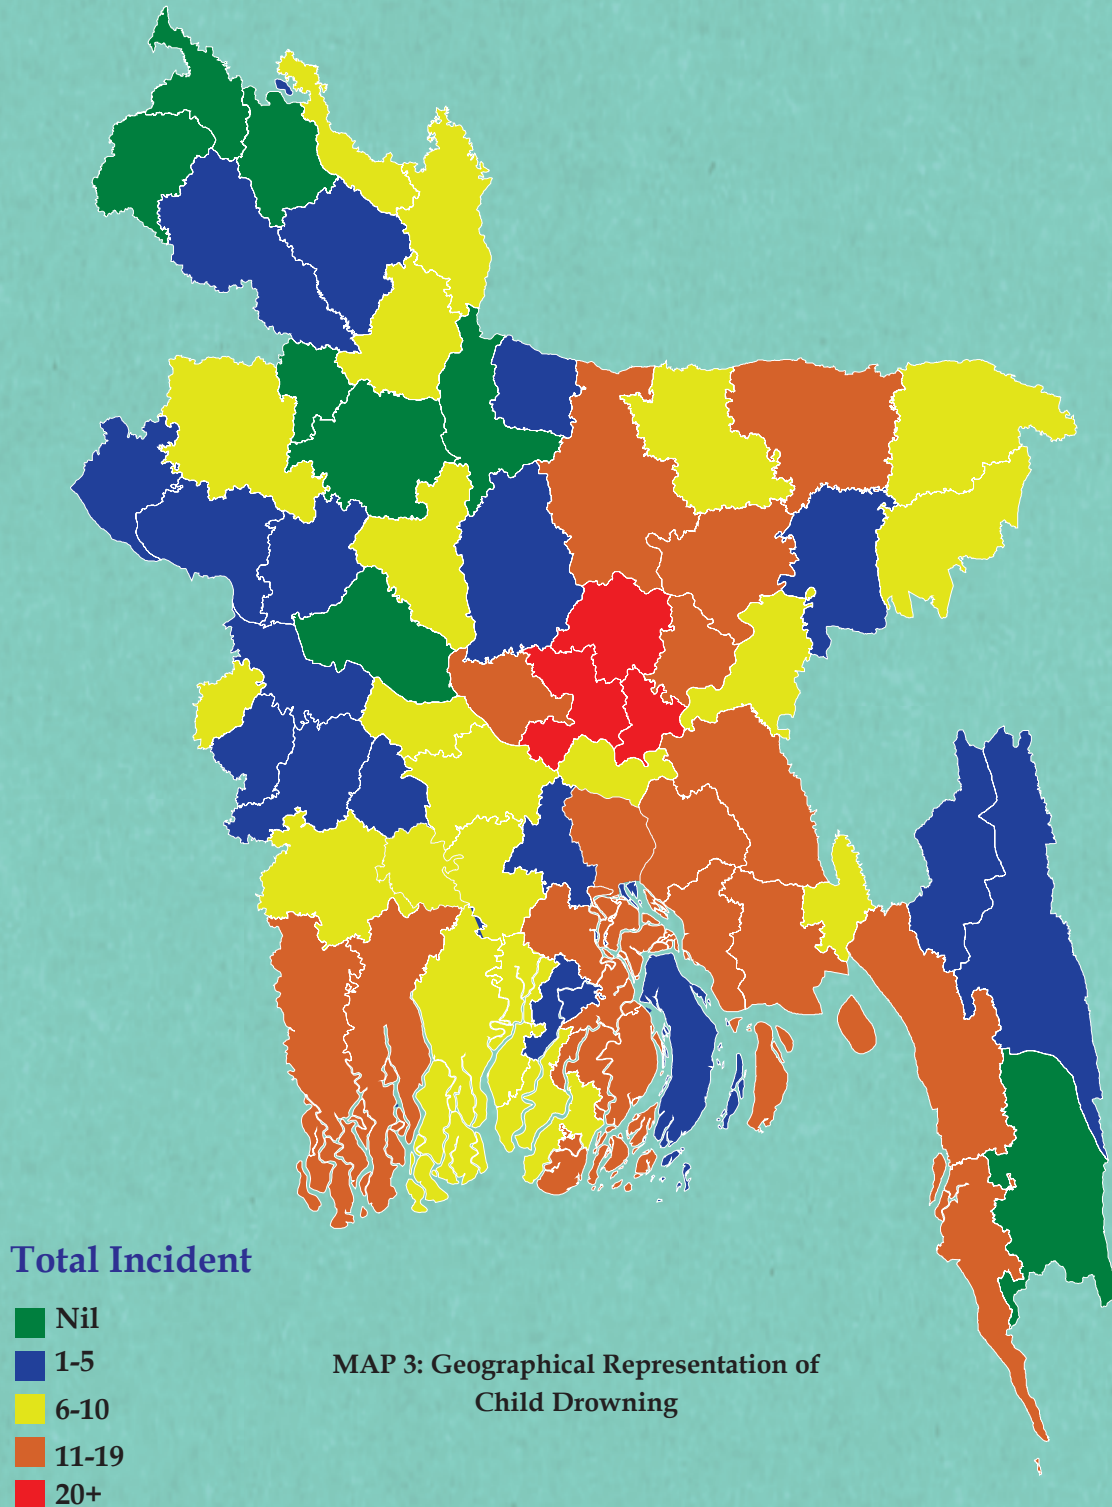 Total Incident
Nil
1-5
6-10
11-19
20+
MAP 3: Geographical Representation of
Child Drowning